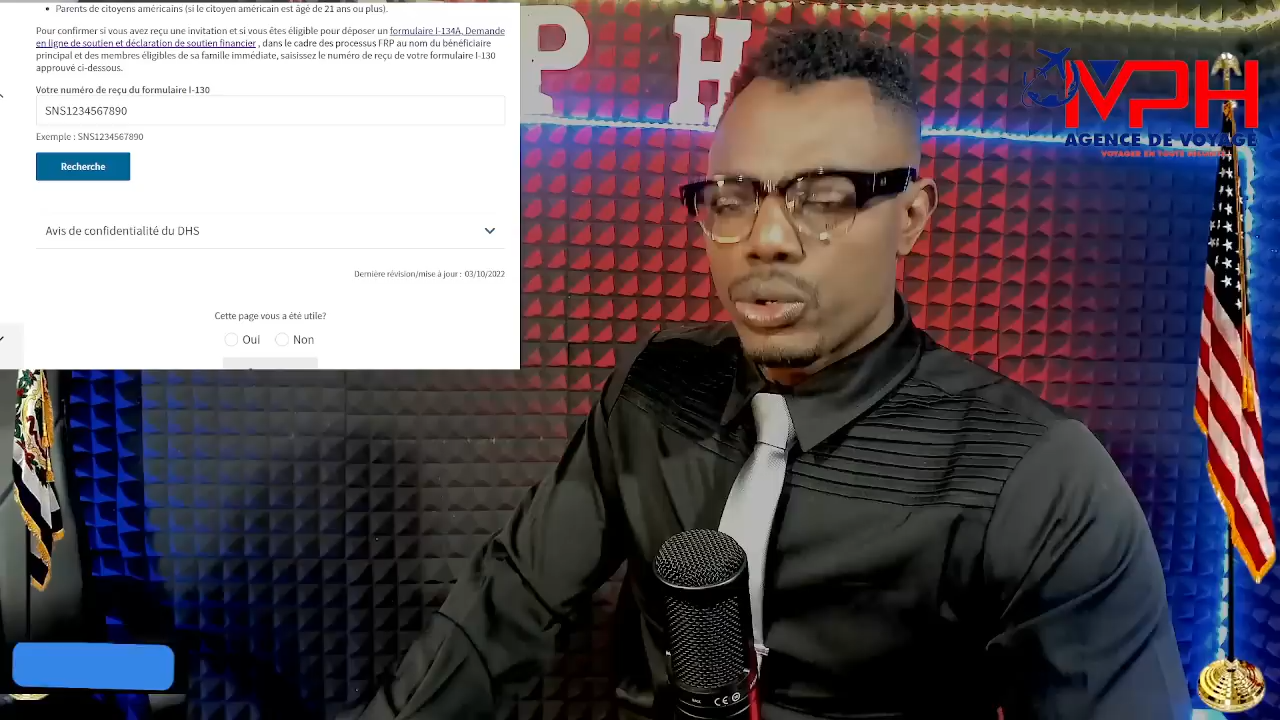 Parents de citoyens américains (si le citoyen américain est âgé de 21 ans ou plus).
Pour confirmer si vous avez reçu une invitation et si vous êtes éligible pour déposer un formulaire I-134A, Demande
en ligne de soutien et déclaration de soutien financier , dans le cadre des processus FRP au nom du bénéficiaire
principal et des membres éligibles de sa famille immédiate, saisissez le numéro de reçu de votre formulaire I-130
approuvé ci-dessous.
Votre numéro de reçu du formulaire I-130
SNS1234567890
Exemple : SNS1234567890
Recherche
Avis de confidentialité du DHS
Dernière révision/mise à jour : 03/10/2022
Cette page vous a été utile?
Oui
Non
P H
VPH
AGENCE DE VOYAGE
VOYAGER EN TOUTE
CE